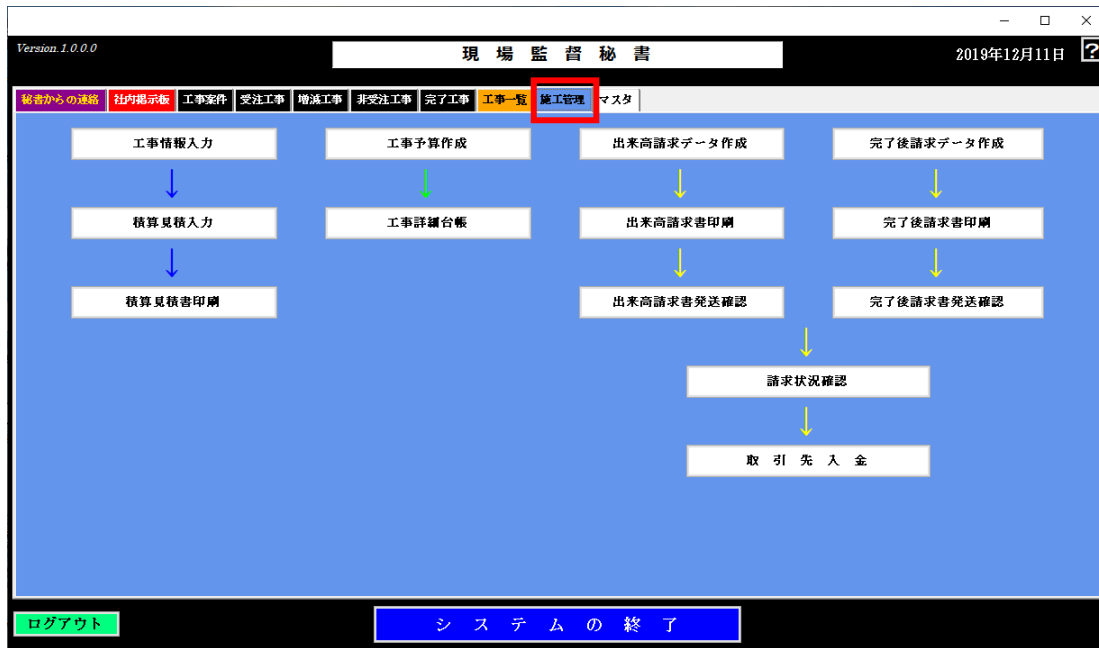 Version.1.0.0.0
現場監督秘書
2019年12月11日
?
秘書からの連絡 社内掲示板 工事案件 受注工事 増減工事 非受注工事 完了工事 工事一覧 施工管理 マスタ
工事情報入力 工事予算作成 出来高請求データ作成 完了後請求データ作成
積算見積入力 工事詳細台帳 出来高請求書印刷 完了後請求書印刷
積算見積書印刷 出来高請求書発送確認 完了後請求書発送確認
請求状況確認
取引先入金
ログアウト システムの終了